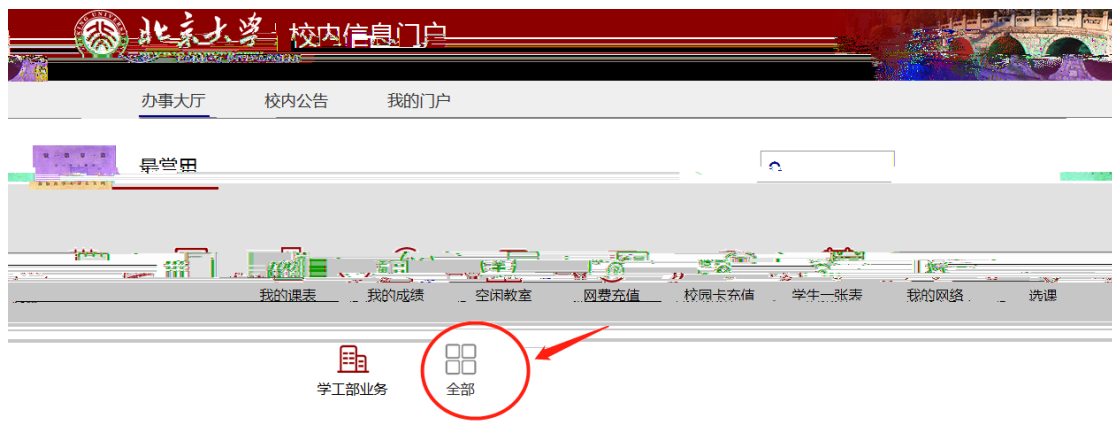 北京大学 校内信息门户
办事大厅 校内公告 我的门户
最常用
我的课表 我的成绩 空闲教室 网费充值 校园卡充值 学生一张表 我的网络 选课
学工部业务 全部